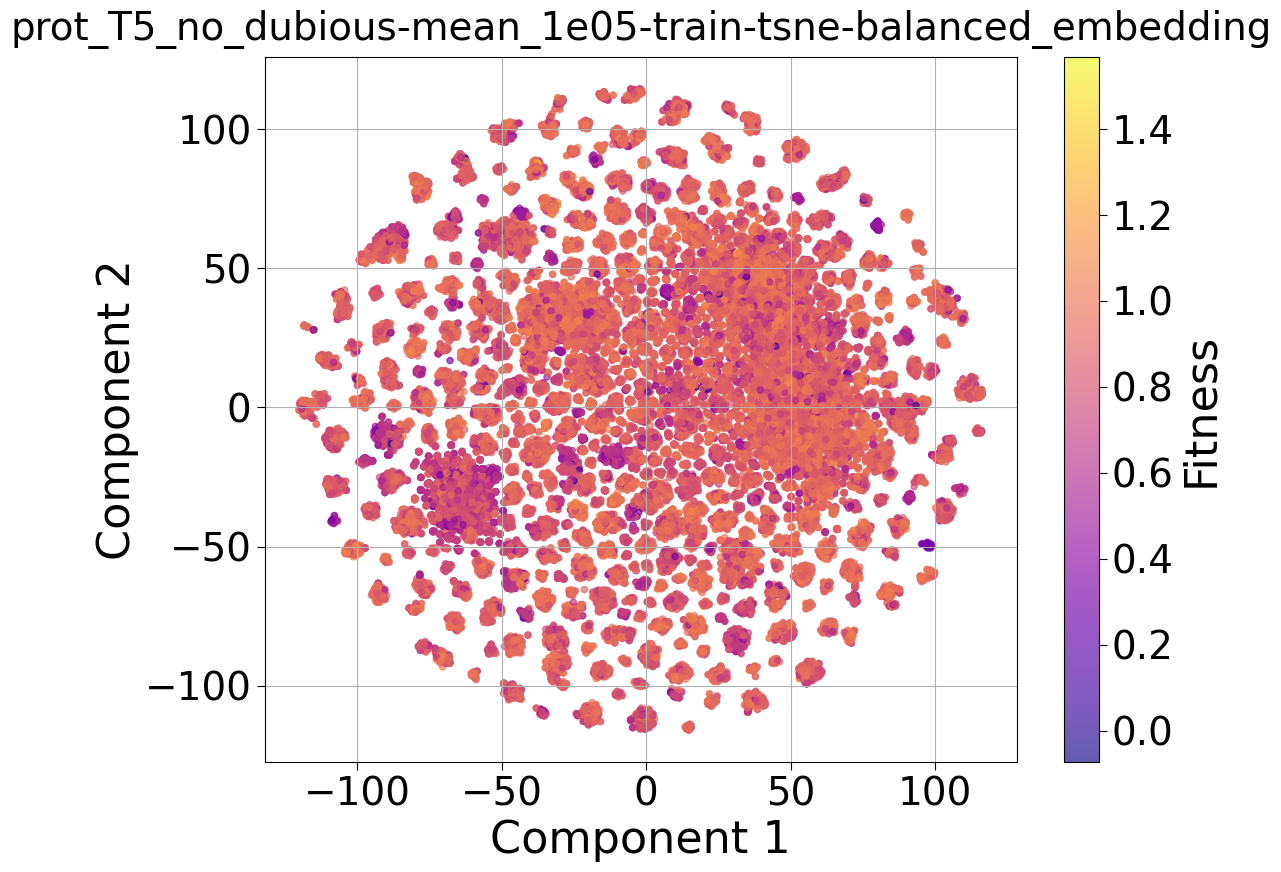 prot_T5_no_dubious-mean_1e05-train-tsne-balanced_embedding
100
50
0
−50
−100
Component 2
−100 −50 0 50 100
Component 1
1.4
1.2
1.0
0.8
0.6
0.4
0.2
0.0
Fitness